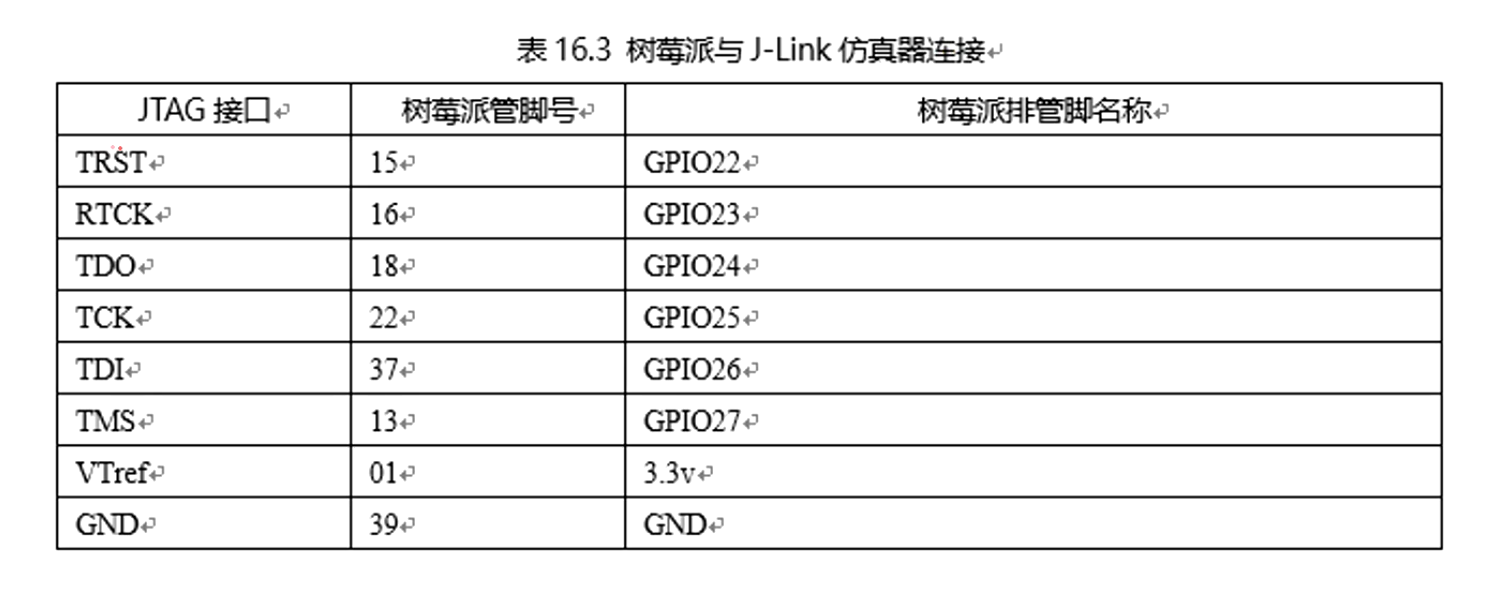 表 16.3 树莓派与 J-Link 仿真器连接
JTAG 接口 树莓派管脚号 树莓派排管脚名称
TRST 15 GPIO22
RTCK 16 GPIO23
TDO 18 GPIO24
TCK 22 GPIO25
TDI 37 GPIO26
TMS 13 GPIO27
VTref 01 3.3v
GND 39 GND